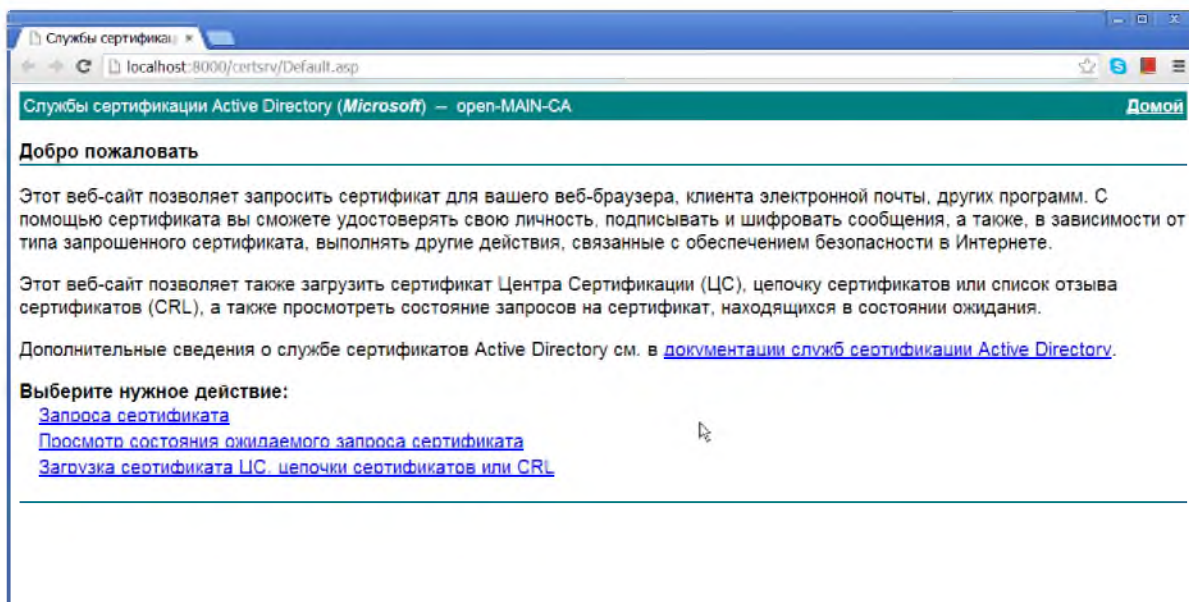 Службы сертификац
localhost:8000/certsrv/Default.asp
Службы сертификации Active Directory (Microsoft) – open-MAIN-CA Домой
Добро пожаловать
Этот веб-сайт позволяет запросить сертификат для вашего веб-браузера, клиента электронной почты, других программ. С
помощью сертификата вы сможете удостоверять свою личность, подписывать и шифровать сообщения, а также, в зависимости от
типа запрошенного сертификата, выполнять другие действия, связанные с обеспечением безопасности в Интернете.
Этот веб-сайт позволяет также загрузить сертификат Центра Сертификации (ЦС), цепочку сертификатов или список отзыва
сертификатов (CRL), а также просмотреть состояние запросов на сертификат, находящихся в состоянии ожидания.
Дополнительные сведения о службе сертификатов Active Directory см. в документации служб сертификации Active Directory.
Выберите нужное действие:
Запроса сертификата
Просмотр состояния ожидаемого запроса сертификата
Загрузка сертификата ЦС, цепочки сертификатов или CRL